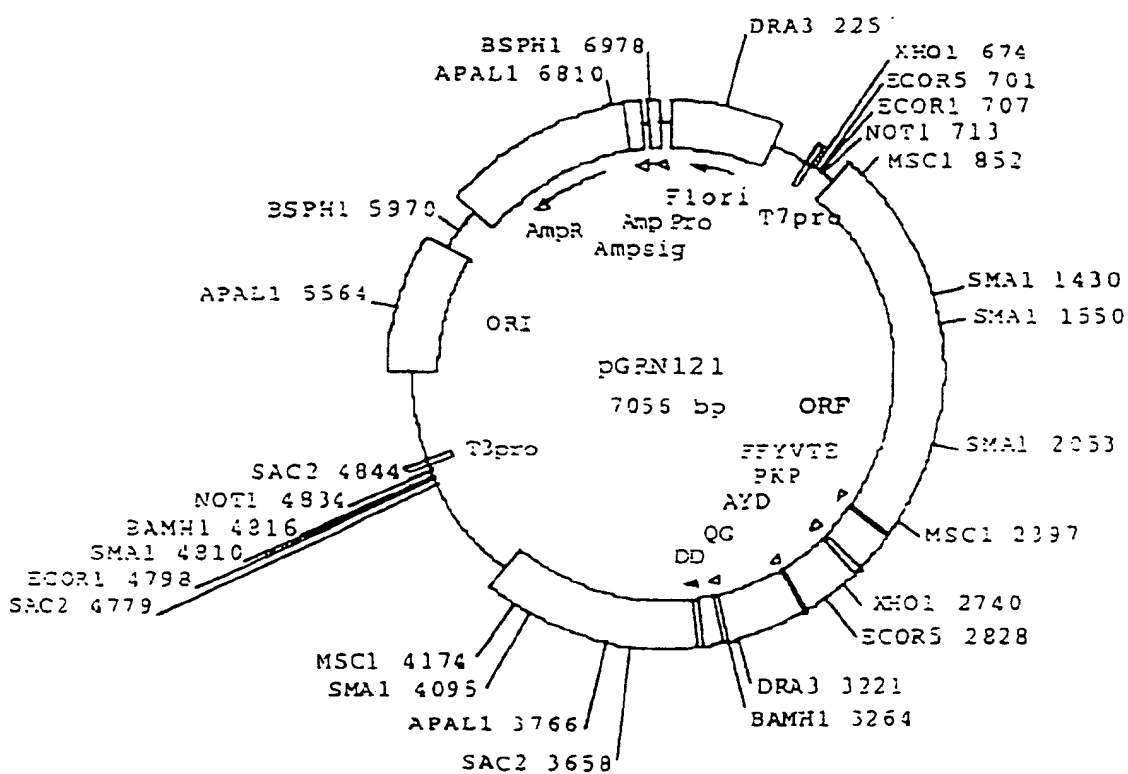 DRA3 225
BSPH1 6978
XHO1 674
APAL1 6810
ECOR5 701
ECOR1 707
NOT1 713
MSC1 852
BSPH1 5970
AmpR
Amp Pro
Ampsig
F1ori
T7pro
APAL1 5564
ORI
SMA1 1430
SMA1 1550
pGRN121
7056 bp
ORF
SMA1 2053
FFYVTE
PKP
AYD
QG
DD
T3pro
SAC2 4844
NOT1 4834
BAMH1 4816
SMA1 4810
ECOR1 4798
SAC2 4779
MSC1 2397
XHO1 2740
ECOR5 2828
MSC1 4174
SMA1 4095
DRA3 3221
BAMH1 3264
APAL1 3766
SAC2 3658